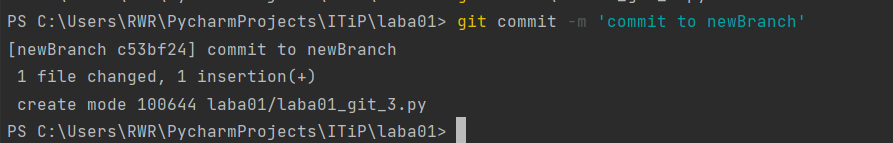 PS C:\Users\RWR\PycharmProjects\ITiP\laba01> git commit -m 'commit to newBranch'
[newBranch c53bf24] commit to newBranch
 1 file changed, 1 insertion(+)
 create mode 100644 laba01/laba01_git_3.py
PS C:\Users\RWR\PycharmProjects\ITiP\laba01>